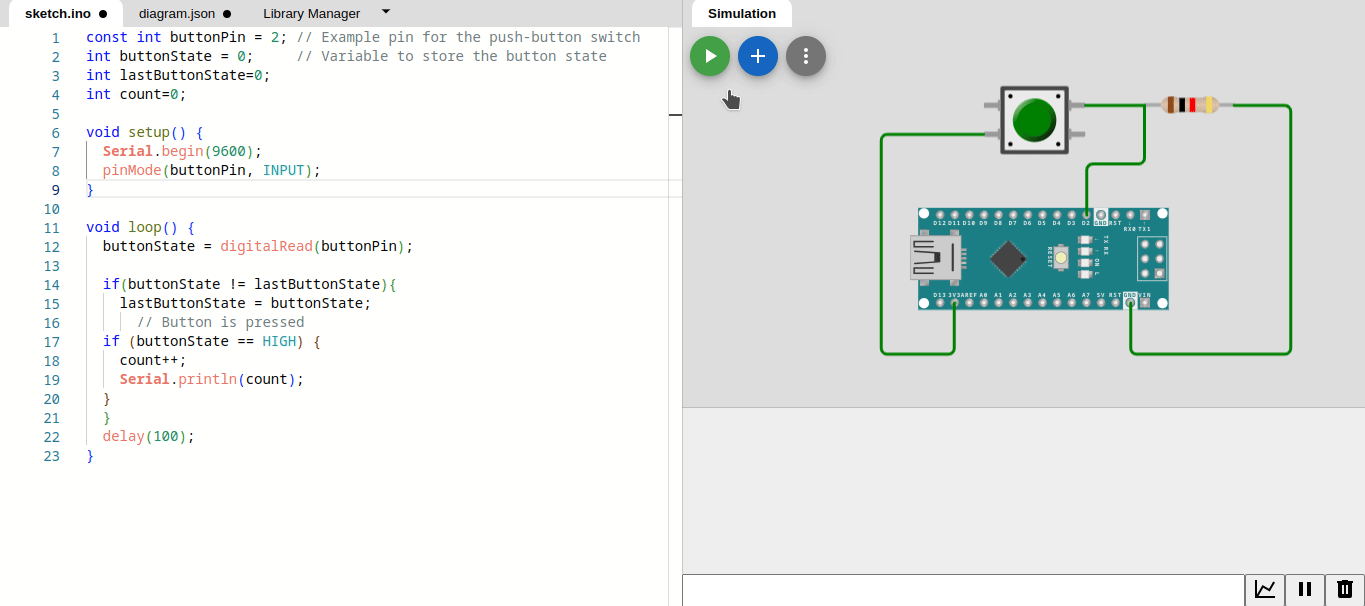 sketch.ino diagram.json Library Manager
1 const int buttonPin = 2; // Example pin for the push-button switch
2 int buttonState = 0; // Variable to store the button state
3 int lastButtonState=0;
4 int count=0;
5
6 void setup() {
7 Serial.begin(9600);
8 pinMode(buttonPin, INPUT);
9 }
10
11 void loop() {
12 buttonState = digitalRead(buttonPin);
13
14 if(buttonState != lastButtonState){
15 lastButtonState = buttonState;
16 // Button is pressed
17 if (buttonState == HIGH) {
18 count++;
19 Serial.println(count);
20 }
21 }
22 delay(100);
23 }
Simulation
D12 D11 D10 D9 D8 D7 D6 D5 D4 D3 D2 GND RST RX0 TX1
RESET
TX RX
ON L
D13 3V3 AREF A0 A1 A2 A3 A4 A5 A6 A7 5V RST GND VIN